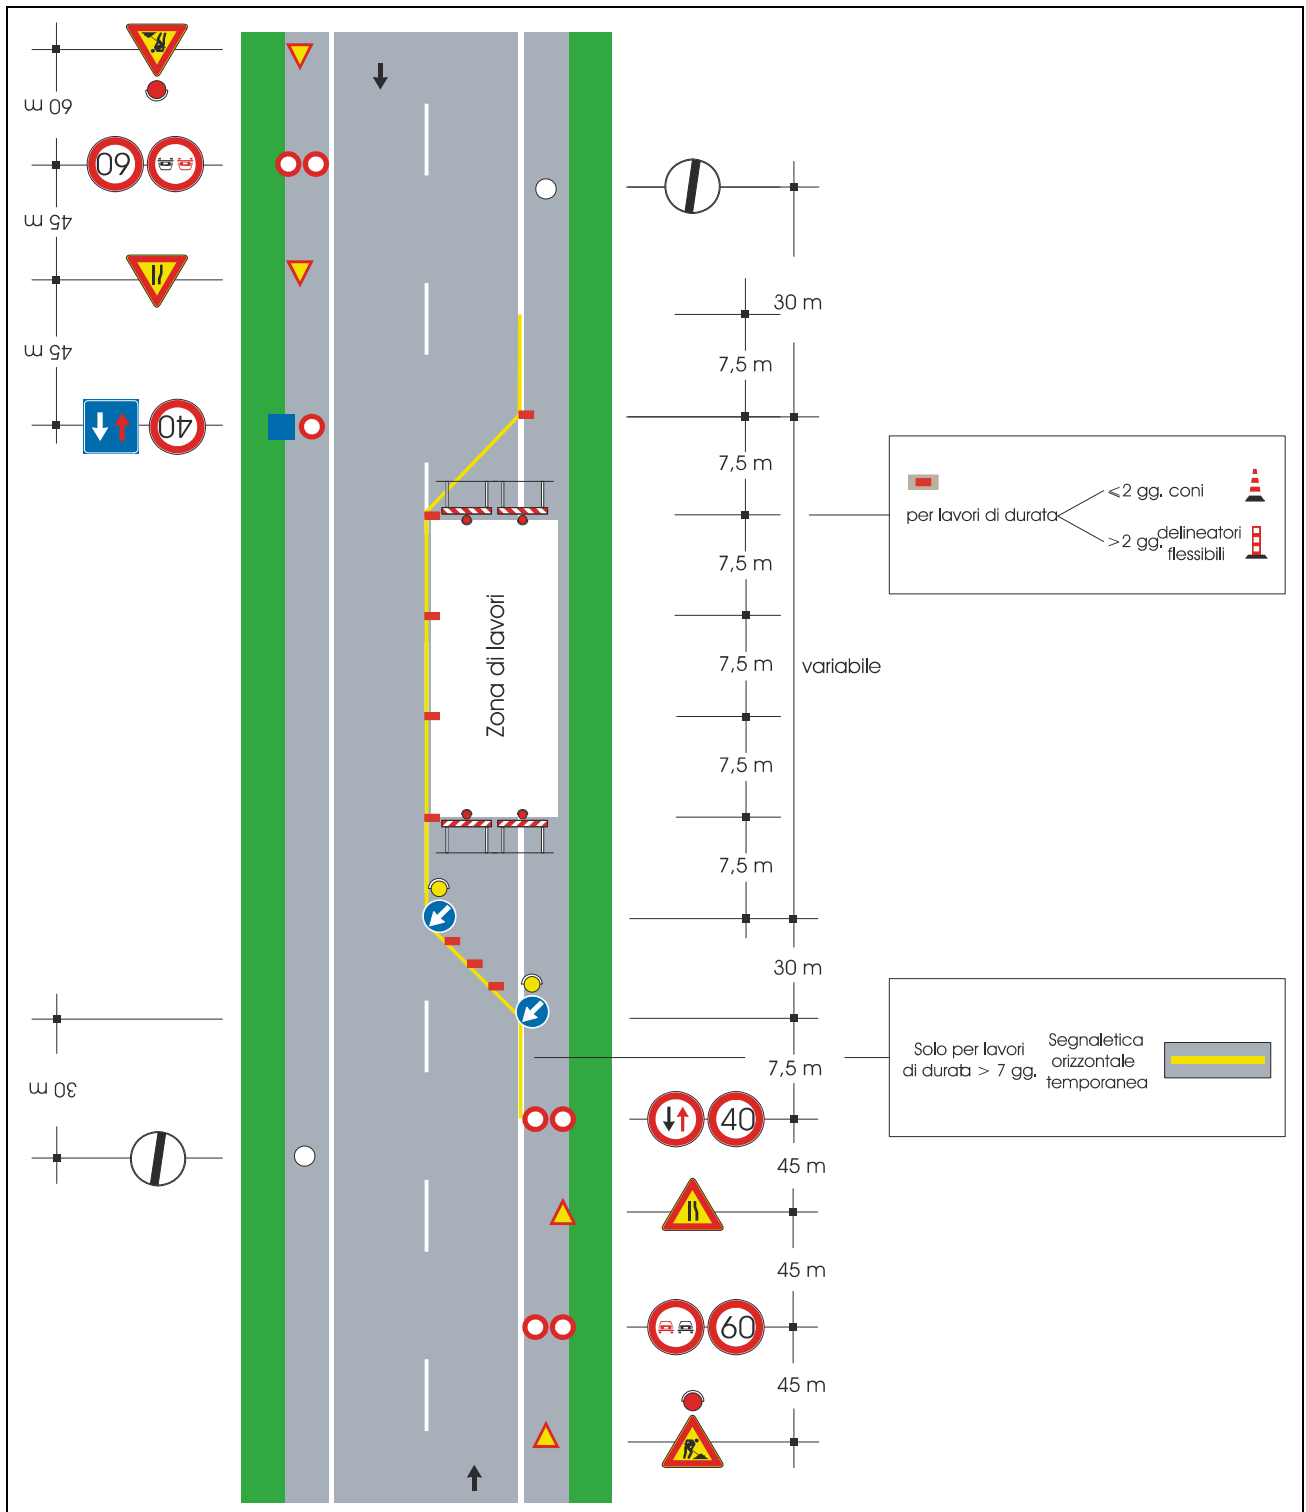 60 m
60
45 m
45 m
40
30 m
30 m
7,5 m
7,5 m
7,5 m
7,5 m
7,5 m
7,5 m
variabile
per lavori di durata
⩽2 gg. coni
>2 gg. delineatori
flessibili
Zona di lavori
30 m
7,5 m
Solo per lavori
di durata > 7 gg.
Segnaletica
orizzontale
temporanea
40
45 m
45 m
60
45 m